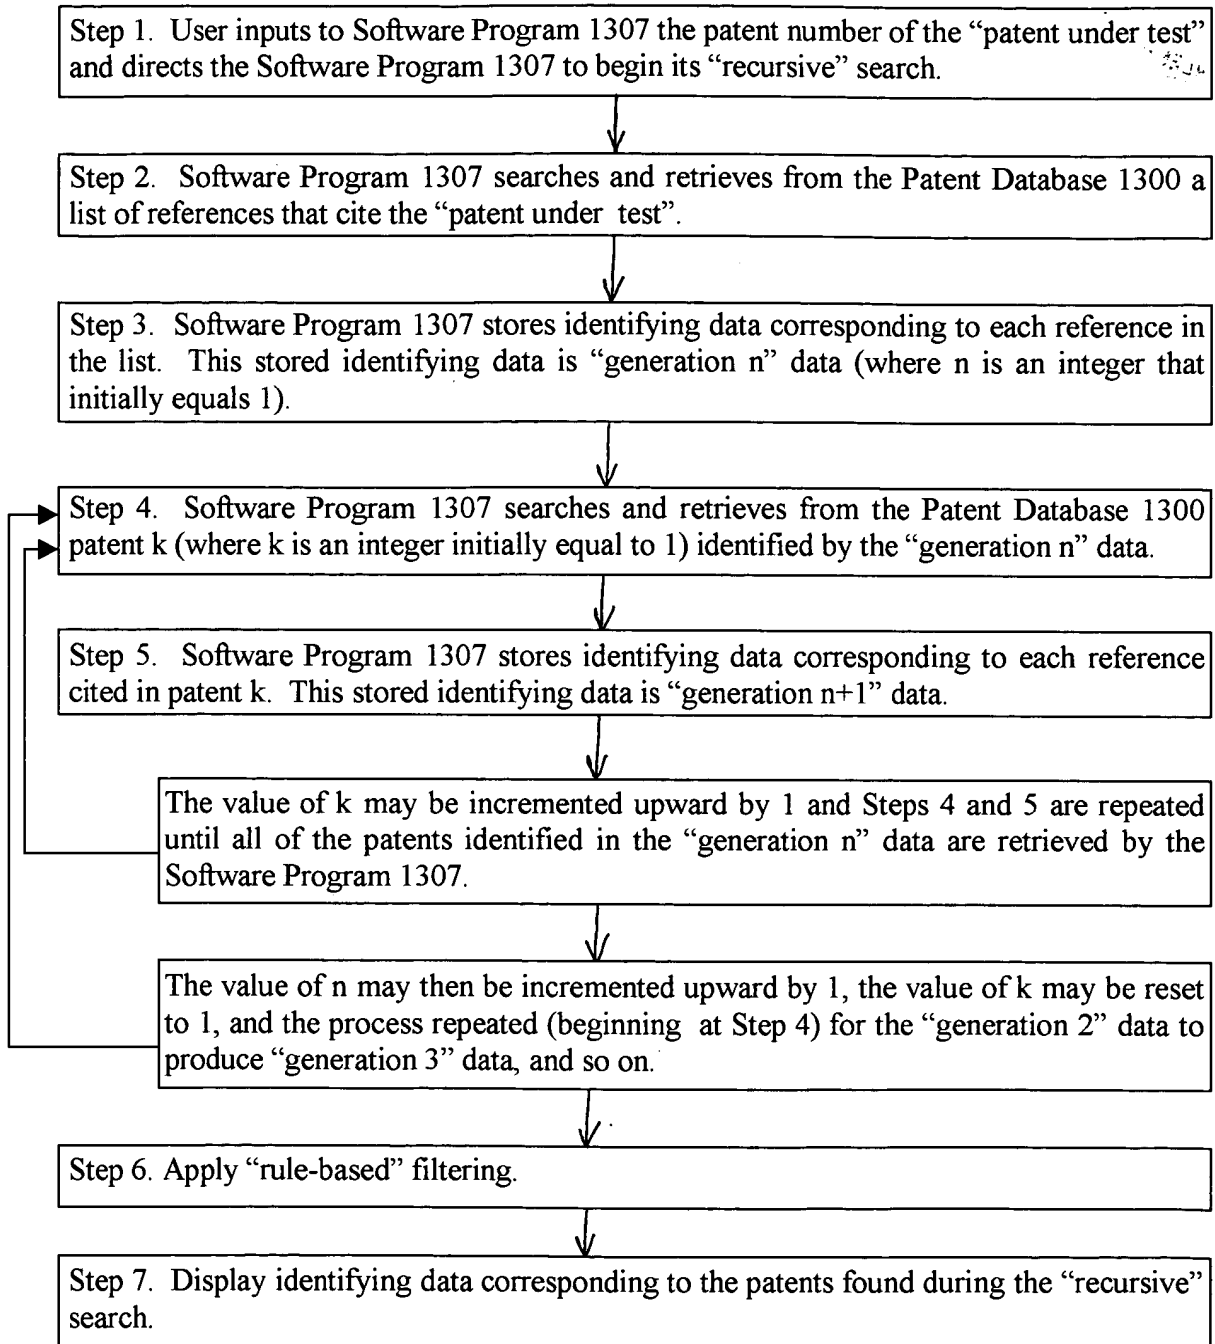 Step 1. User inputs to Software Program 1307 the patent number of the “patent under test”
and directs the Software Program 1307 to begin its “recursive” search.
Step 2. Software Program 1307 searches and retrieves from the Patent Database 1300 a
list of references that cite the “patent under test”.
Step 3. Software Program 1307 stores identifying data corresponding to each reference in
the list. This stored identifying data is “generation n” data (where n is an integer that
initially equals 1).
Step 4. Software Program 1307 searches and retrieves from the Patent Database 1300
patent k (where k is an integer initially equal to 1) identified by the “generation n” data.
Step 5. Software Program 1307 stores identifying data corresponding to each reference
cited in patent k. This stored identifying data is “generation n+1” data.
The value of k may be incremented upward by 1 and Steps 4 and 5 are repeated
until all of the patents identified in the “generation n” data are retrieved by the
Software Program 1307.
The value of n may then be incremented upward by 1, the value of k may be reset
to 1, and the process repeated (beginning at Step 4) for the “generation 2” data to
produce “generation 3” data, and so on.
Step 6. Apply “rule-based” filtering.
Step 7. Display identifying data corresponding to the patents found during the “recursive”
search.